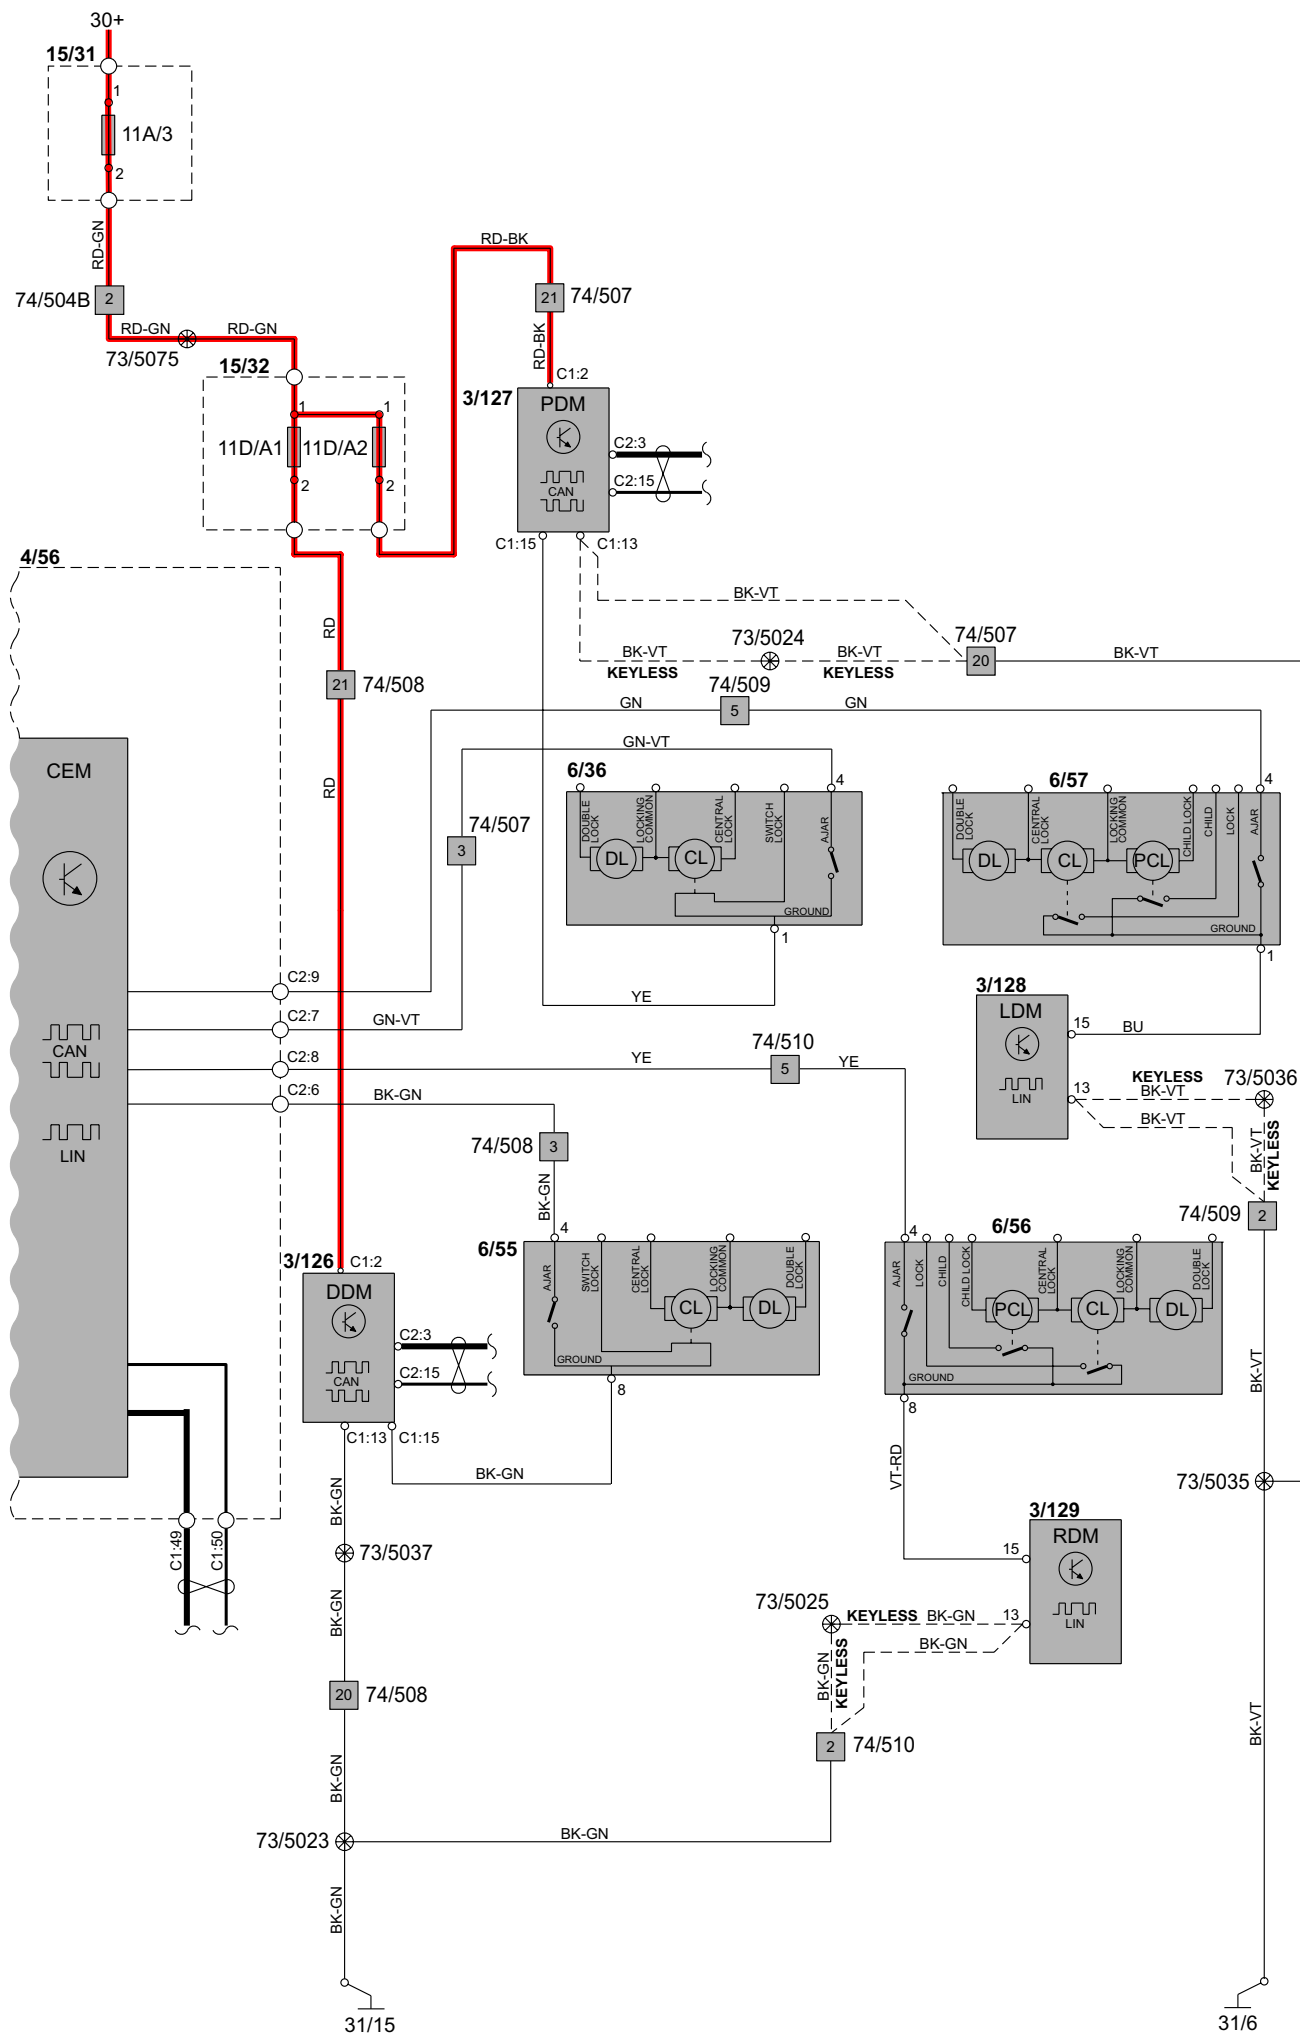 30+
15/31
1
11A/3
2
RD-GN
74/504B
2
RD-GN
RD-GN
73/5075
15/32
1
1
11D/A1
11D/A2
2
2
RD-BK
21
74/507
RD-BK
C1:2
3/127
PDM
CAN
C2:3
C2:15
C1:15
C1:13
BK-VT
73/5024
BK-VT
KEYLESS
BK-VT
KEYLESS
74/507
20
BK-VT
4/56
CEM
CAN
LIN
RD
21
74/508
RD
74/509
GN
5
GN
GN-VT
74/507
3
6/36
4
DOUBLE LOCK
LOCKING COMMON
CENTRAL LOCK
SWITCH LOCK
AJAR
DL
CL
GROUND
1
YE
6/57
4
DOUBLE LOCK
CENTRAL LOCK
LOCKING COMMON
CHILD LOCK
CHILD
LOCK
AJAR
DL
CL
PCL
GROUND
1
3/128
LDM
LIN
15
BU
13
KEYLESS
BK-VT
73/5036
BK-VT
BK-VT
KEYLESS
74/509
2
C2:9
C2:7
GN-VT
C2:8
YE
74/510
5
YE
C2:6
BK-GN
74/508
3
BK-GN
3/126
C1:2
DDM
CAN
C2:3
C2:15
C1:13
C1:15
BK-GN
6/55
4
AJAR
SWITCH LOCK
CENTRAL LOCK
LOCKING COMMON
DOUBLE LOCK
CL
DL
GROUND
8
6/56
4
AJAR
LOCK
CHILD
CHILD LOCK
CENTRAL LOCK
LOCKING COMMON
DOUBLE LOCK
PCL
CL
DL
GROUND
8
VT-RD
BK-VT
73/5035
3/129
RDM
LIN
15
13
C1:49
C1:50
BK-GN
73/5037
BK-GN
73/5025
KEYLESS
BK-GN
BK-GN
BK-GN
KEYLESS
20
74/508
2
74/510
BK-GN
73/5023
BK-GN
BK-GN
BK-VT
31/15
31/6